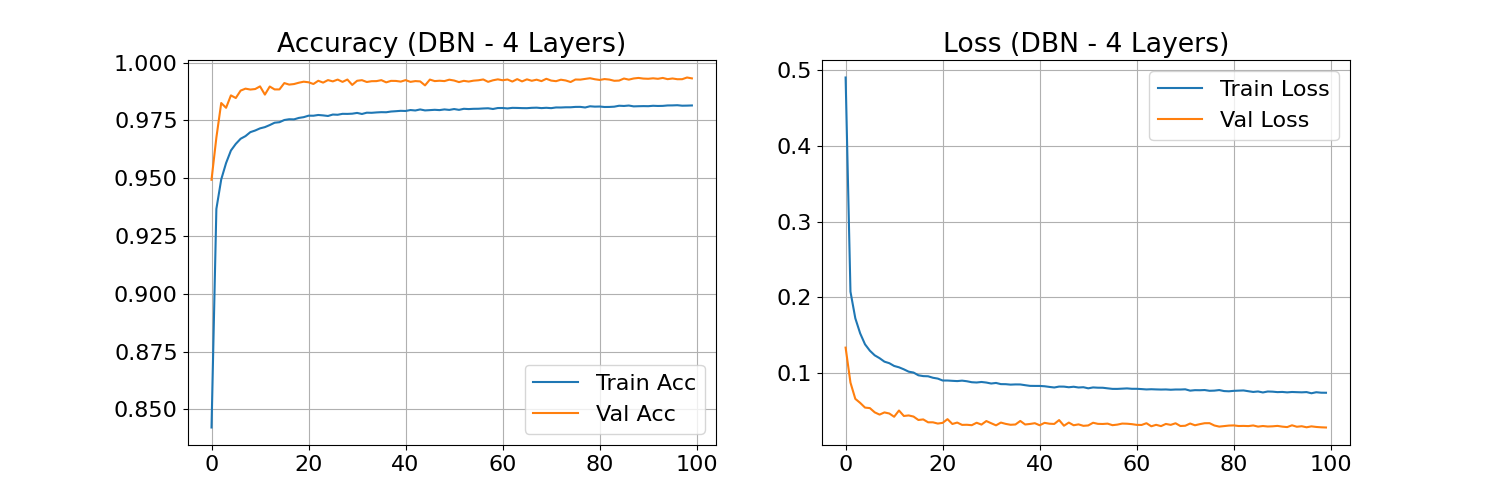 Accuracy (DBN - 4 Layers)
1.000
0.975
0.950
0.925
0.900
0.875
0.850
0 20 40 60 80 100
Train Acc
Val Acc
Loss (DBN - 4 Layers)
0.5
0.4
0.3
0.2
0.1
0 20 40 60 80 100
Train Loss
Val Loss